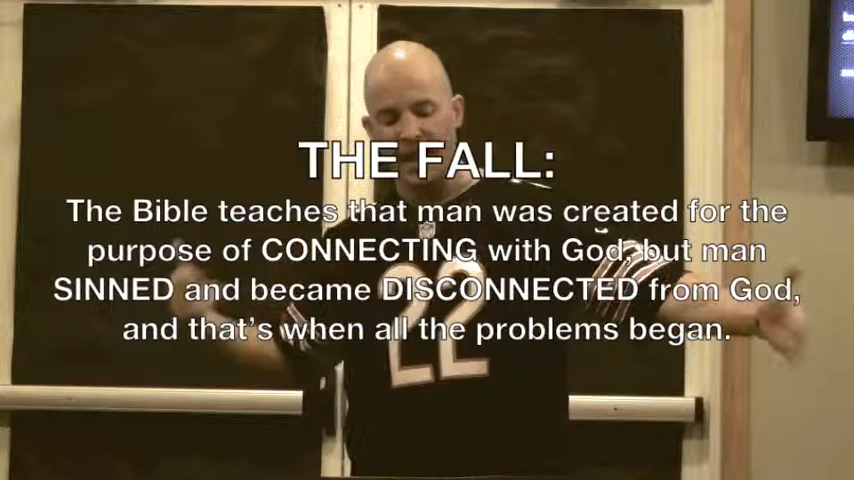 THE FALL:
The Bible teaches that man was created for the
purpose of CONNECTING with God, but man
SINNED and became DISCONNECTED from God,
and that's when all the problems began.
22